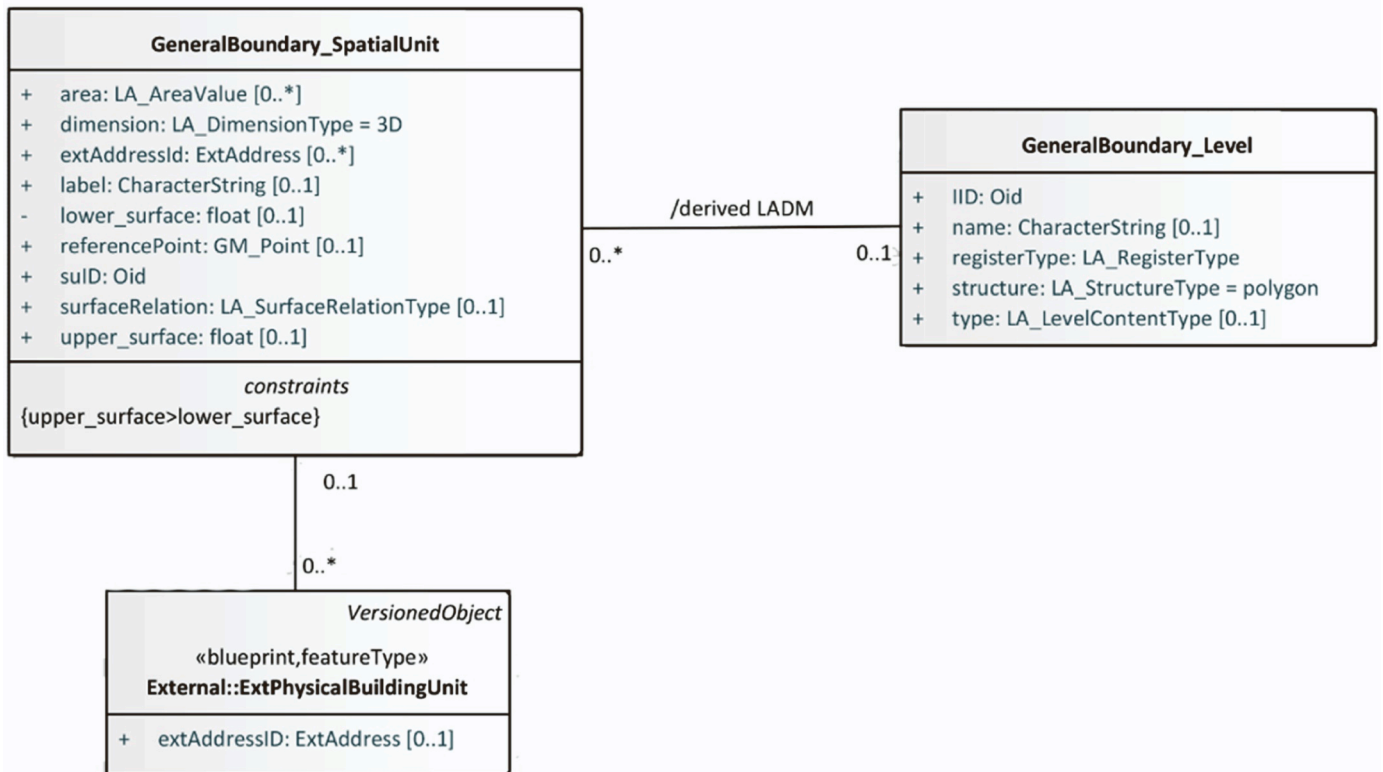 GeneralBoundary_SpatialUnit
+ area: LA_AreaValue [0..*]
+ dimension: LA_DimensionType = 3D
+ extAddressId: ExtAddress [0..*]
+ label: CharacterString [0..1]
- lower_surface: float [0..1]
+ referencePoint: GM_Point [0..1]
+ suID: Oid
+ surfaceRelation: LA_SurfaceRelationType [0..1]
+ upper_surface: float [0..1]
constraints
{upper_surface>lower_surface}
/derived LADM
0..*
0..1
GeneralBoundary_Level
+ lID: Oid
+ name: CharacterString [0..1]
+ registerType: LA_RegisterType
+ structure: LA_StructureType = polygon
+ type: LA_LevelContentType [0..1]
0..1
0..*
VersionedObject
«blueprint,featureType»
External::ExtPhysicalBuildingUnit
+ extAddressID: ExtAddress [0..1]